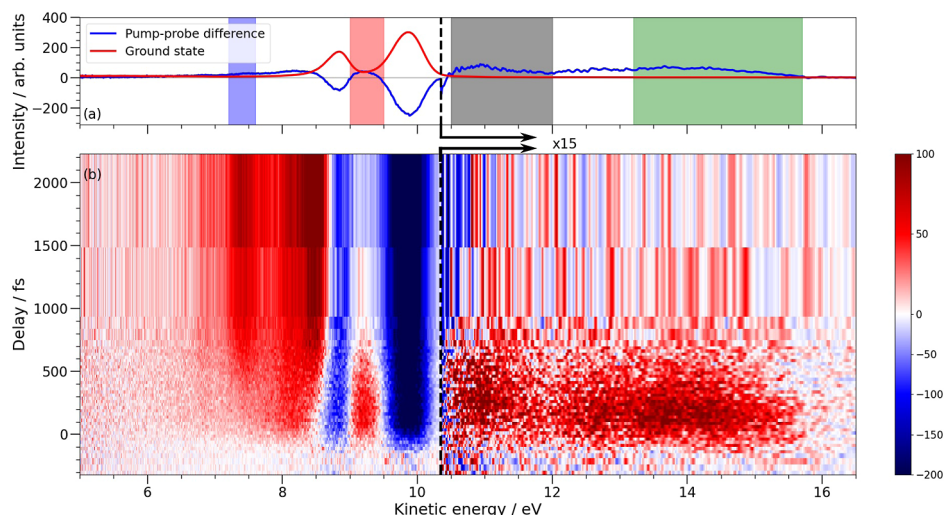 Intensity / arb. units
400
200
0
−200
Pump-probe difference
Ground state
(a)
x15
(b)
Delay / fs
2000
1500
1000
500
0
6 8 10 12 14 16
Kinetic energy / eV
100
50
0
−50
−100
−150
−200